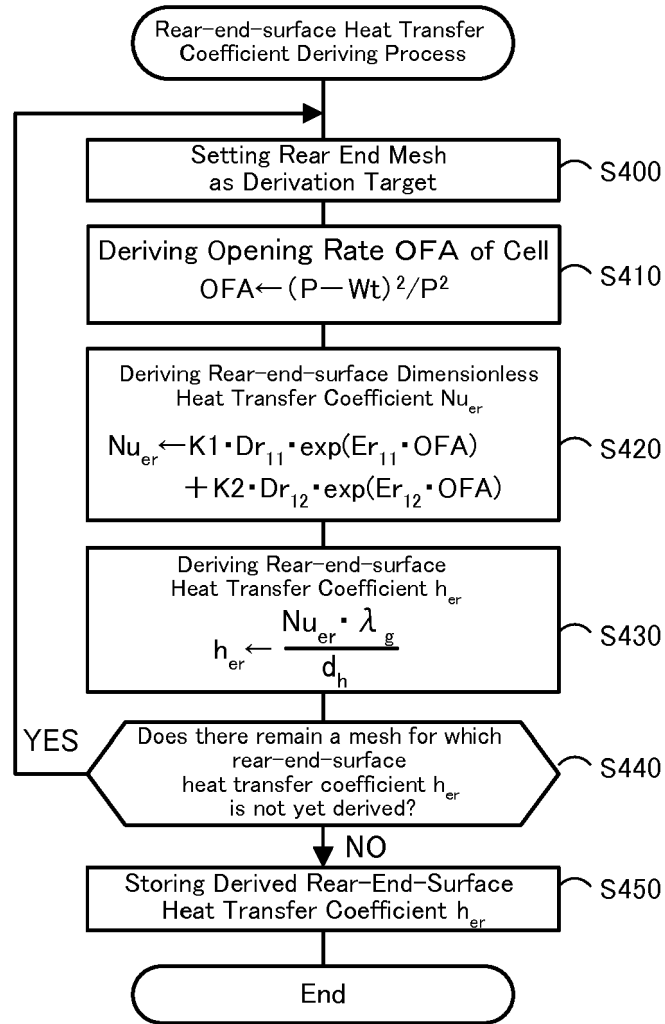 Rear-end-surface Heat Transfer
Coefficient Deriving Process
Setting Rear End Mesh
as Derivation Target
S400
Deriving Opening Rate OFA of Cell
OFA←(P−Wt)²/P²
S410
Deriving Rear-end-surface Dimensionless
Heat Transfer Coefficient Nu_er
Nu_er←K1・Dr_11・exp(Er_11・OFA)
+K2・Dr_12・exp(Er_12・OFA)
S420
Deriving Rear-end-surface
Heat Transfer Coefficient h_er
h_er← Nu_er・λ_g / d_h
S430
YES
Does there remain a mesh for which
rear-end-surface
heat transfer coefficient h_er
is not yet derived?
S440
NO
Storing Derived Rear-End-Surface
Heat Transfer Coefficient h_er
S450
End